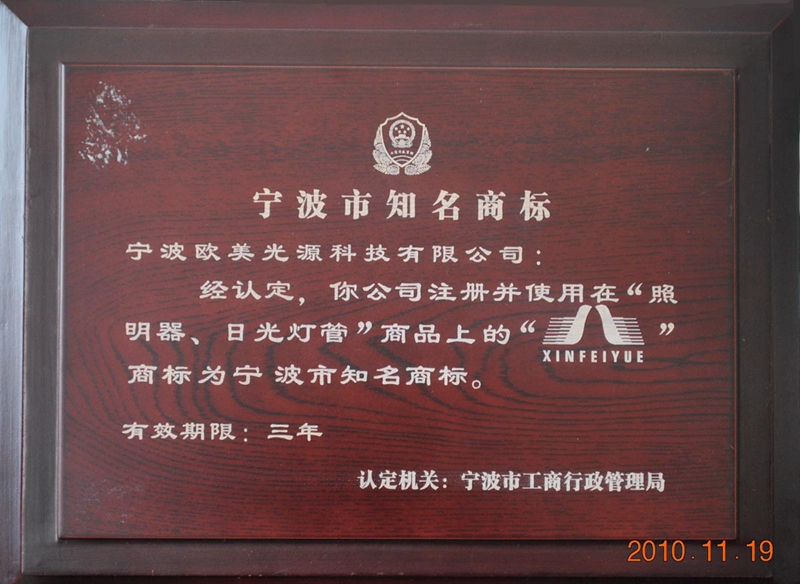 宁波市知名商标
宁波欧美光源科技有限公司：
经认定，你公司注册并使用在“照
明器、日光灯管”商品上的“XINFEIYUE”
商标为宁波市知名商标。
有效期限：三年
认定机关：宁波市工商行政管理局
2010.11.19